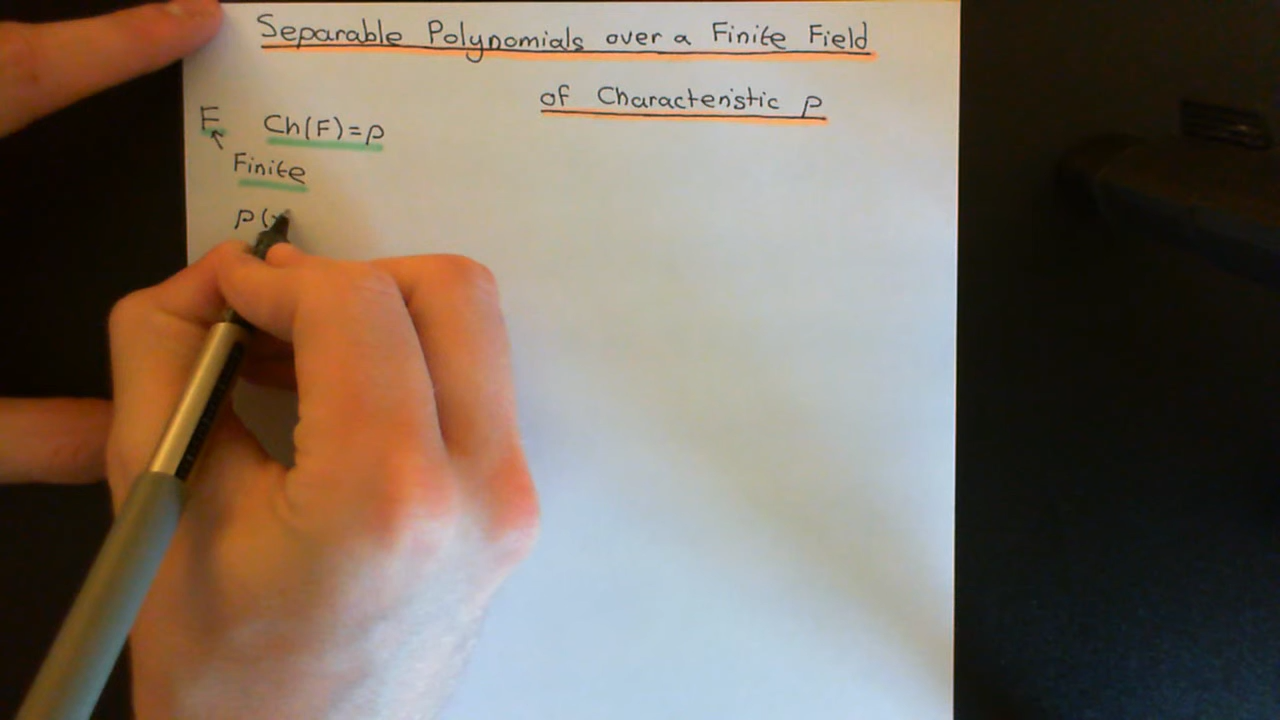 Separable Polynomials over a Finite Field
of Characteristic p
F Ch(F)=p
Finite
p(x